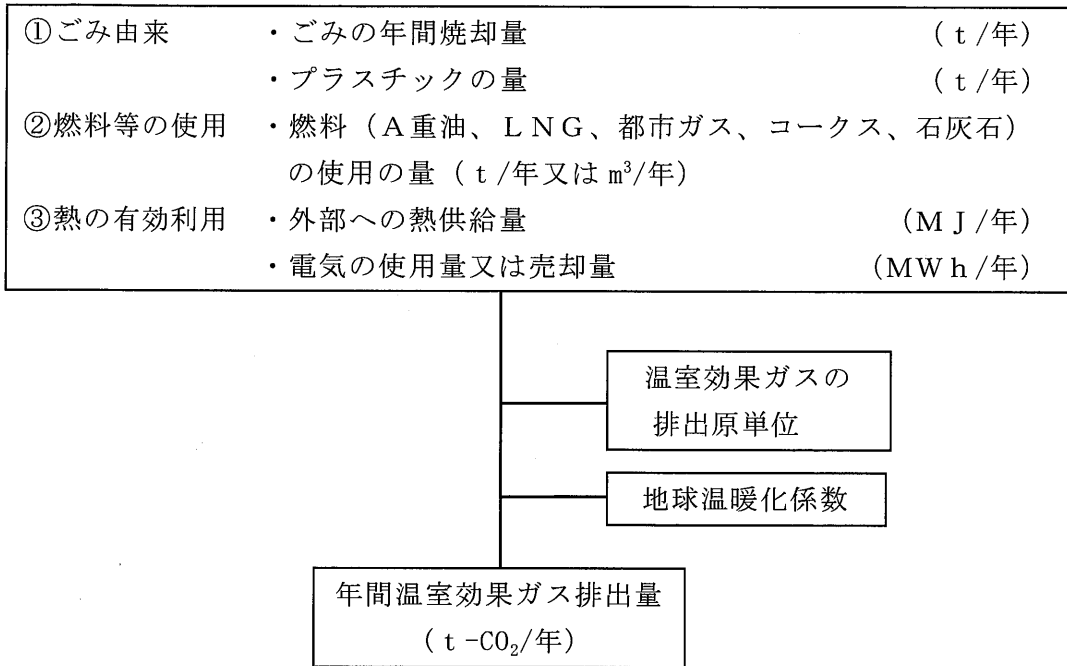 ①ごみ由来　・ごみの年間焼却量　（ｔ/年）
・プラスチックの量　（ｔ/年）
②燃料等の使用　・燃料（Ａ重油、ＬＮＧ、都市ガス、コークス、石灰石）
の使用の量（ｔ/年又はm³/年）
③熱の有効利用　・外部への熱供給量　（ＭＪ/年）
・電気の使用量又は売却量　（ＭＷｈ/年）
温室効果ガスの
排出原単位
地球温暖化係数
年間温室効果ガス排出量
（ｔ-CO₂/年）